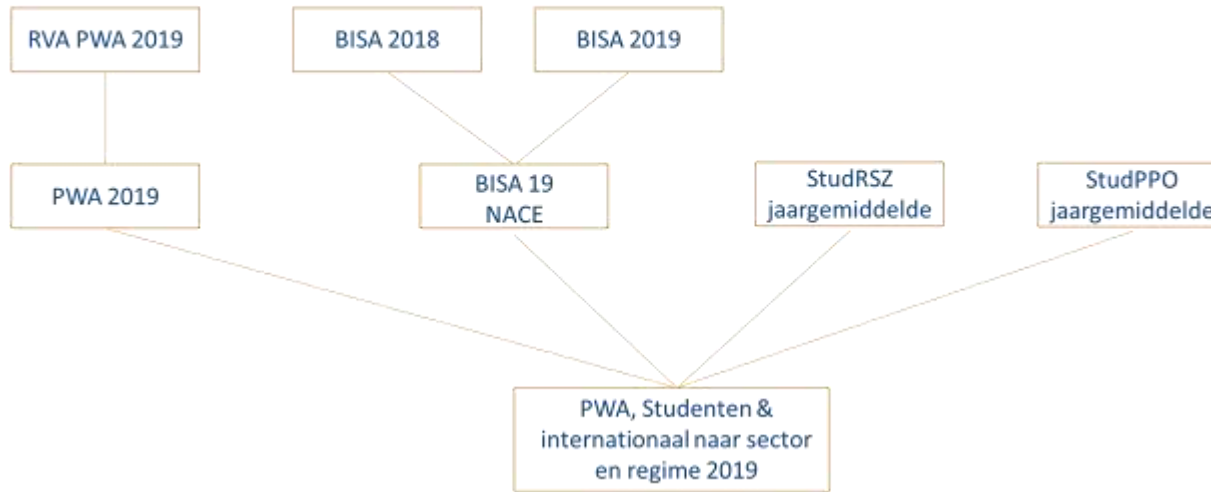 RVA PWA 2019
BISA 2018
BISA 2019
PWA 2019
BISA 19
NACE
StudRSZ
jaargemiddelde
StudPPO
jaargemiddelde
PWA, Studenten &
internationaal naar sector
en regime 2019